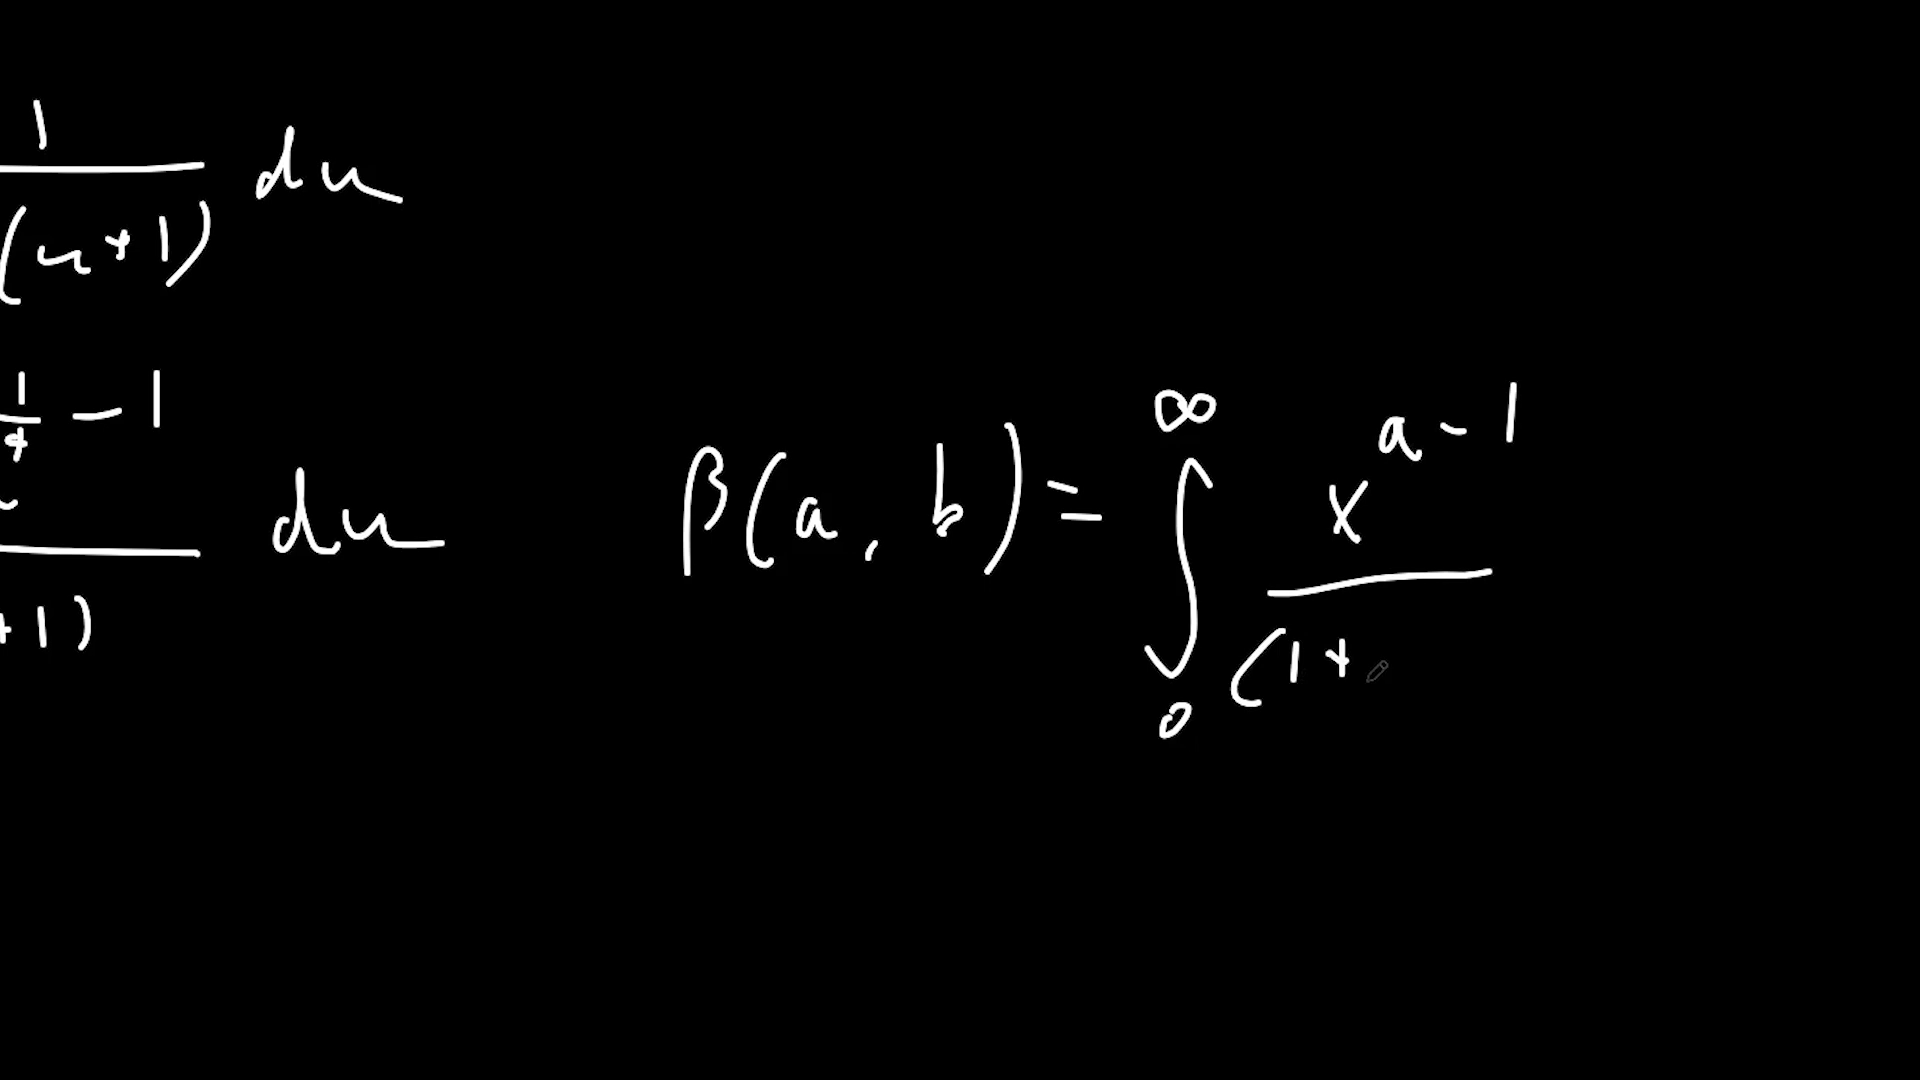 1
du
(u+1)
1/4 - 1
du
+1)
β(a, b) = ∫₀^∞ x^(a-1) / (1+